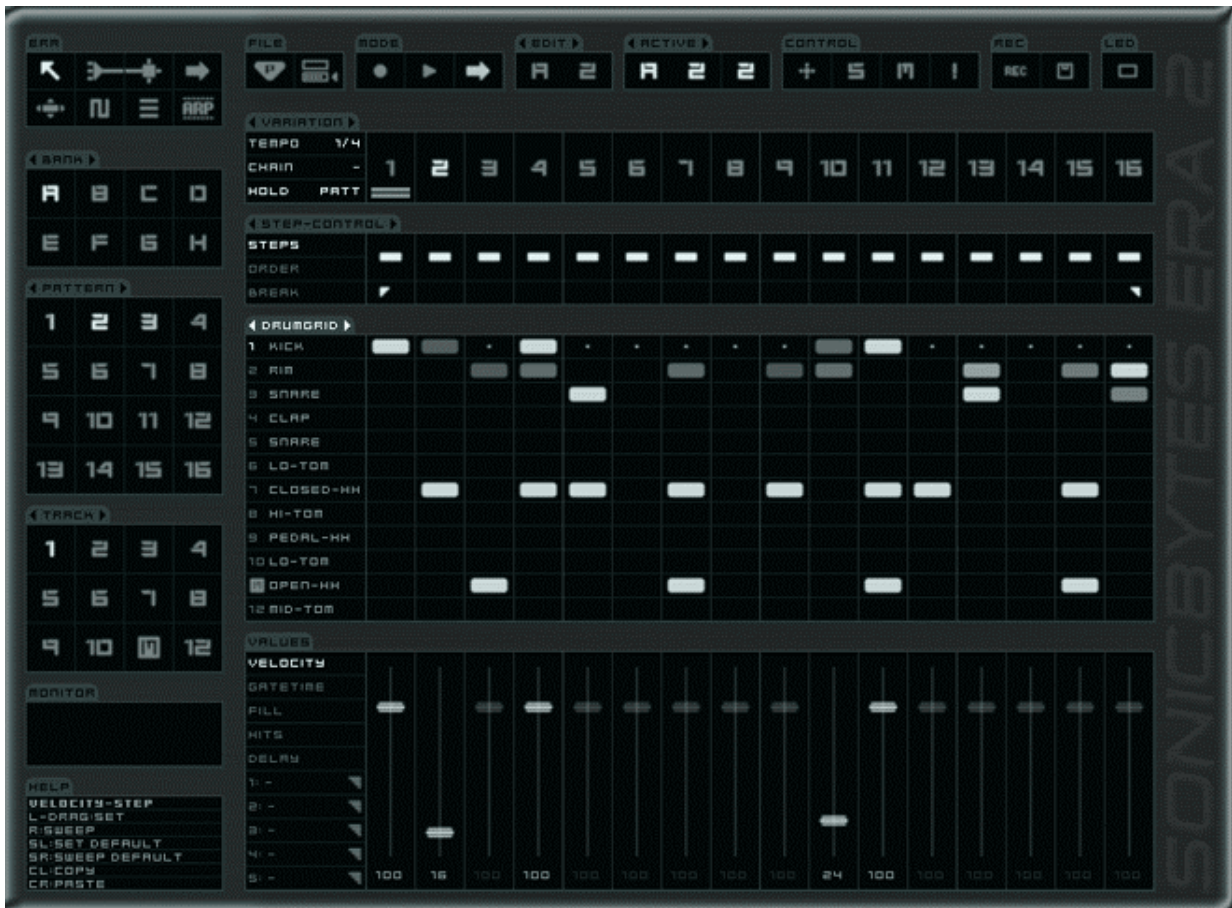 ERA
FILE
MODE
EDIT
ACTIVE
CONTROL
REC
LED
P
A 2
A 2 2
+ S M !
REC
ARP
VARIATION
TEMPO 1/4
CHAIN -
HOLD PATT
1 2 3 4 5 6 7 8 9 10 11 12 13 14 15 16
BANK
A B C D
E F G H
STEP-CONTROL
STEPS
ORDER
BREAK
PATTERN
1 2 3 4
5 6 7 8
9 10 11 12
13 14 15 16
DRUMGRID
1 KICK
2 RIM
3 SNARE
4 CLAP
5 SNARE
6 LO-TOM
7 CLOSED-HH
8 HI-TOM
9 PEDAL-HH
10 LO-TOM
M OPEN-HH
12 MID-TOM
TRACK
1 2 3 4
5 6 7 8
9 10 M 12
VALUES
VELOCITY
GATETIME
FILL
HITS
DELAY
1: -
2: -
3: -
4: -
5: -
100 16 100 100 100 100 100 100 100 24 100 100 100 100 100 100
MONITOR
HELP
VELOCITY-STEP
L-DRAG:SET
R:SWEEP
SL:SET DEFAULT
SR:SWEEP DEFAULT
CL:COPY
CR:PASTE
SONICBYTES ERA 2!